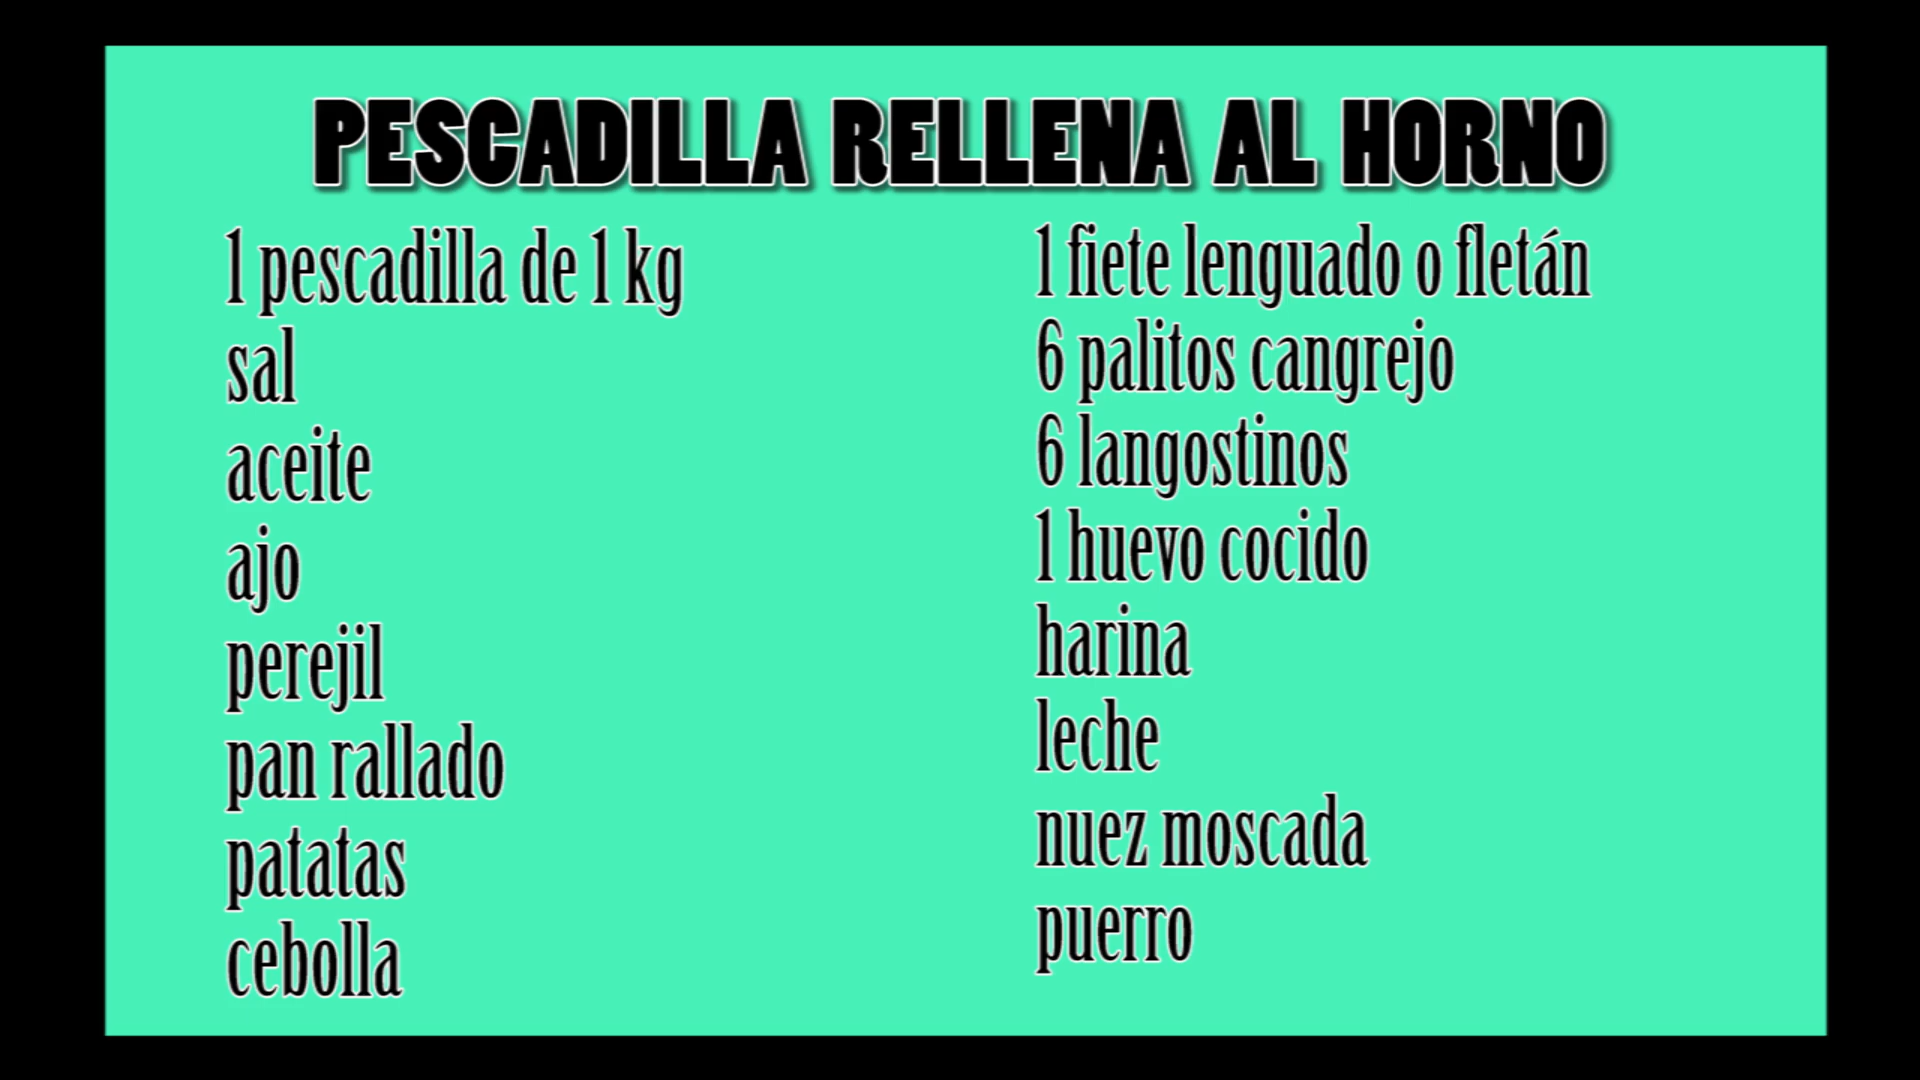 PESCADILLA RELLENA AL HORNO
1 pescadilla de 1 kg
sal
aceite
ajo
perejil
pan rallado
patatas
cebolla
1 fiete lenguado o fletán
6 palitos cangrejo
6 langostinos
1 huevo cocido
harina
leche
nuez moscada
puerro